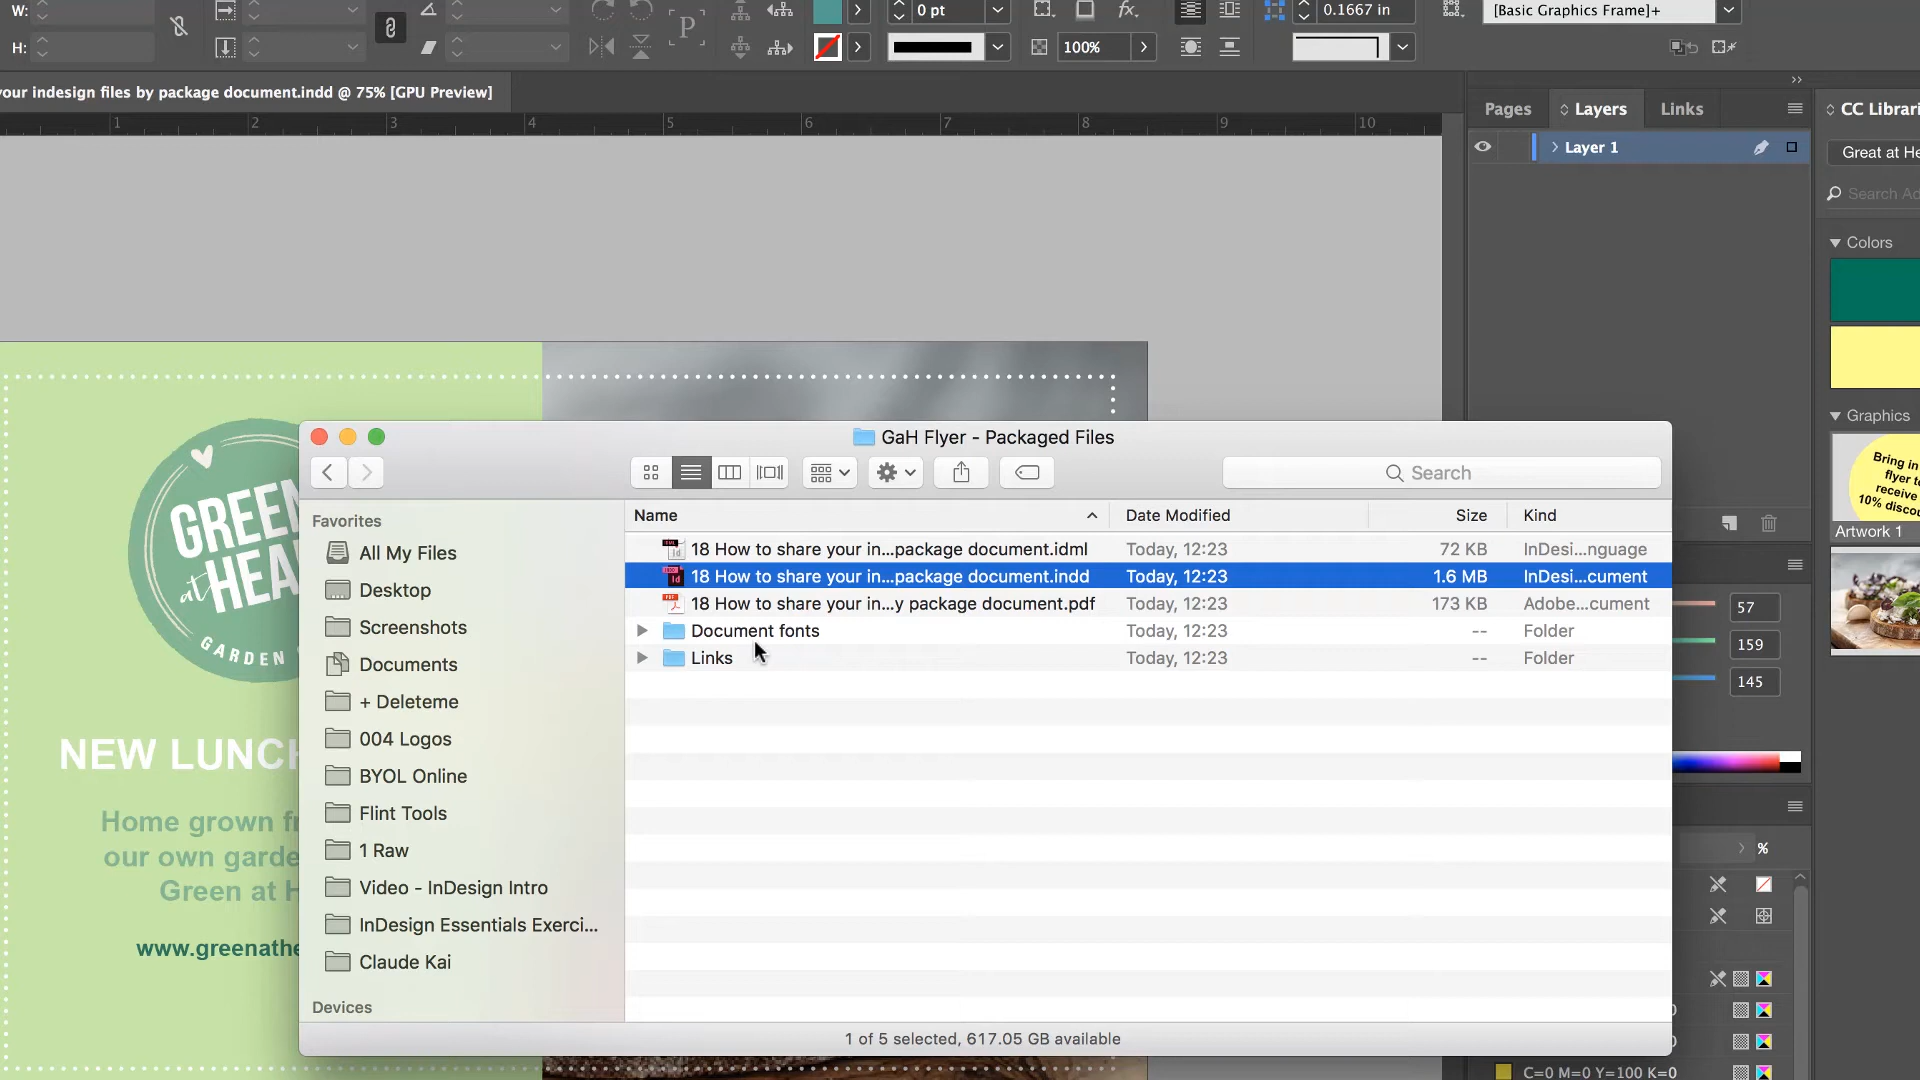 W:
0 pt
fx.
0.1667 in
[Basic Graphics Frame]+
H:
P
100%
our indesign files by package document.indd @ 75% [GPU Preview]
1
2
3
4
5
6
7
8
9
10
Pages
Layers
Links
CC Librari
Layer 1
Great at He
Search Ad
Colors
Graphics
Bring in
flyer to
receive
10% discou
Artwork 1
57
159
145
%
C=0 M=0 Y=100 K=0
GREEN
at HEA
GARDEN
NEW LUNCH
Home grown fr
our own garde
Green at H
www.greenathe
GaH Flyer - Packaged Files
Search
Favorites
All My Files
Desktop
Screenshots
Documents
+ Deleteme
004 Logos
BYOL Online
Flint Tools
1 Raw
Video - InDesign Intro
InDesign Essentials Exerci...
Claude Kai
Devices
Name
Date Modified
Size
Kind
18 How to share your in...package document.idml
Today, 12:23
72 KB
InDesi...nguage
18 How to share your in...package document.indd
Today, 12:23
1.6 MB
InDesi...cument
18 How to share your in...y package document.pdf
Today, 12:23
173 KB
Adobe...cument
Document fonts
Today, 12:23
--
Folder
Links
Today, 12:23
--
Folder
1 of 5 selected, 617.05 GB available